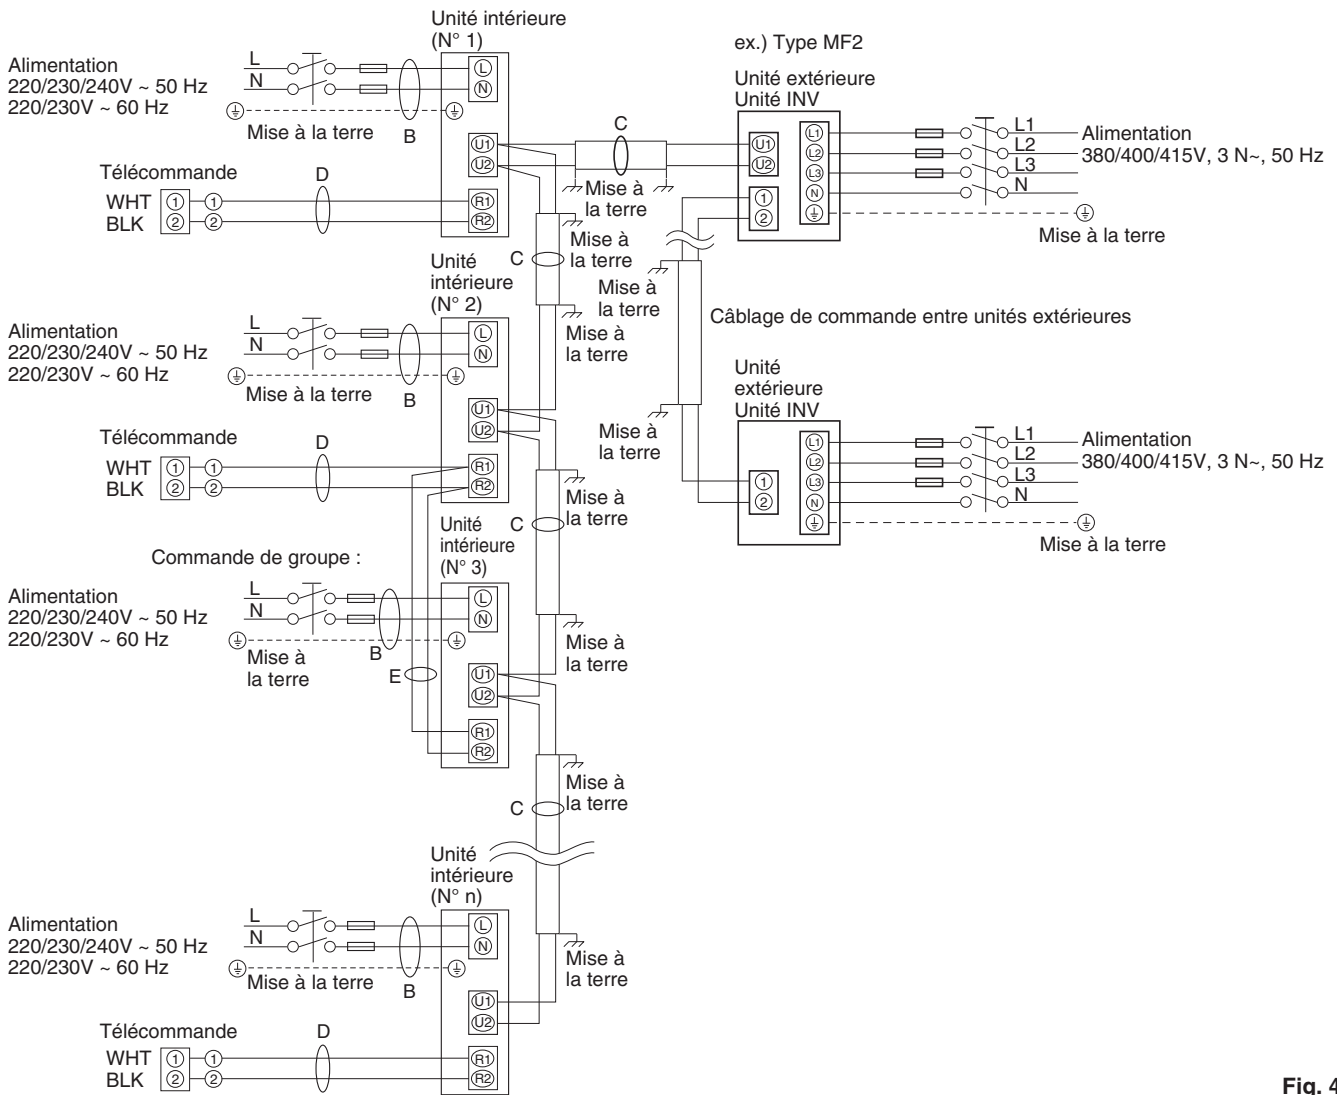 Unité intérieure
(N° 1)
Alimentation
220/230/240V ~ 50 Hz
220/230V ~ 60 Hz
L
N
Mise à la terre
B
L
N
U1
U2
R1
R2
Télécommande
WHT 1 1
BLK 2 2
D
C
Mise à
la terre
ex.) Type MF2
Unité extérieure
Unité INV
U1
U2
1
2
L1
L2
L3
N
L1
L2
L3
N
Alimentation
380/400/415V, 3 N~, 50 Hz
Mise à la terre
C
Mise à
la terre
Mise à
la terre
Mise à
la terre
Câblage de commande entre unités extérieures
Mise à
la terre
Unité
extérieure
Unité INV
1
2
L1
L2
L3
N
L1
L2
L3
N
Alimentation
380/400/415V, 3 N~, 50 Hz
Mise à la terre
Unité
intérieure
(N° 2)
Alimentation
220/230/240V ~ 50 Hz
220/230V ~ 60 Hz
L
N
Mise à la terre
B
L
N
U1
U2
R1
R2
Télécommande
WHT 1 1
BLK 2 2
D
C
Mise à
la terre
Mise à
la terre
Unité
intérieure
(N° 3)
Commande de groupe :
Alimentation
220/230/240V ~ 50 Hz
220/230V ~ 60 Hz
L
N
Mise à
la terre
B
E
L
N
U1
U2
R1
R2
C
Mise à
la terre
Mise à
la terre
Unité
intérieure
(N° n)
Alimentation
220/230/240V ~ 50 Hz
220/230V ~ 60 Hz
L
N
Mise à la terre
B
L
N
U1
U2
R1
R2
Télécommande
WHT 1 1
BLK 2 2
D
Fig. 4